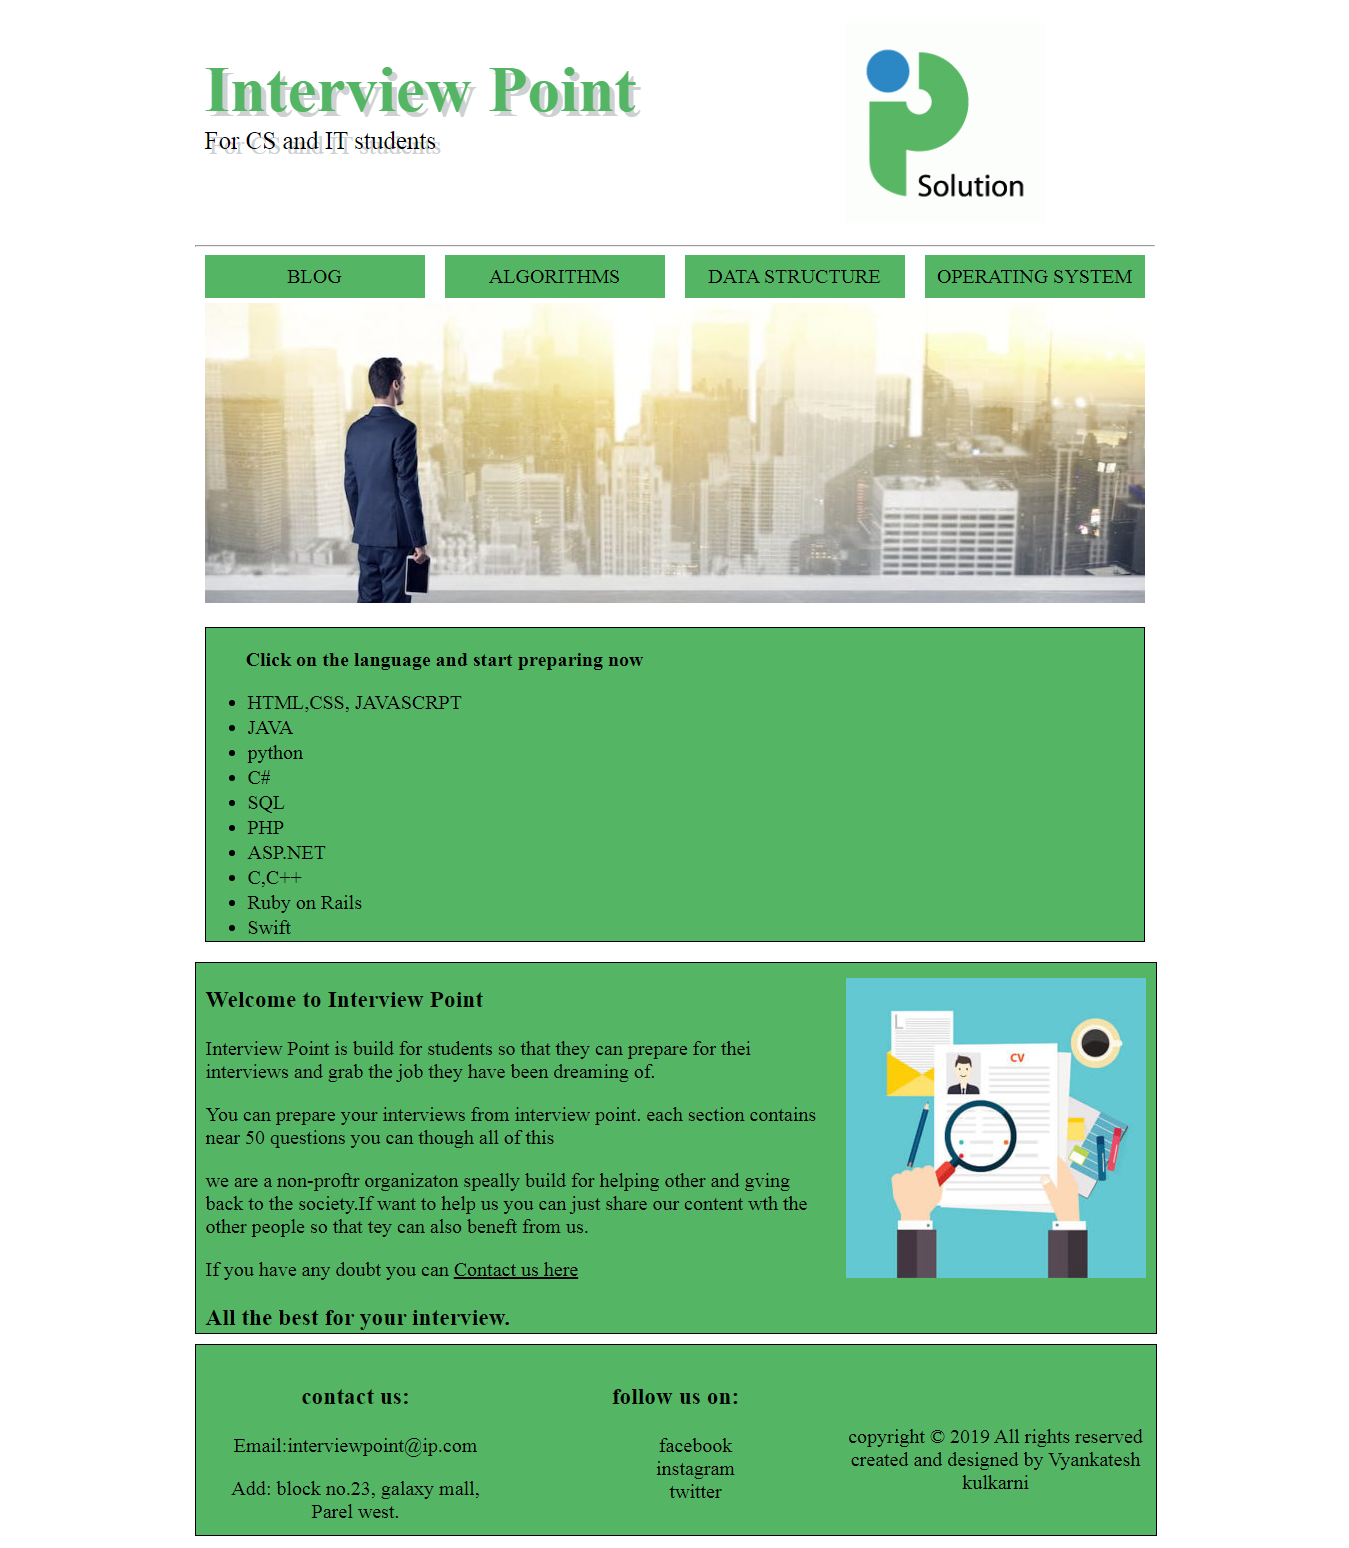 Interview Point
For CS and IT students
Solution
BLOG
ALGORITHMS
DATA STRUCTURE
OPERATING SYSTEM
Click on the language and start preparing now
HTML,CSS, JAVASCRPT
JAVA
python
C#
SQL
PHP
ASP.NET
C,C++
Ruby on Rails
Swift
Welcome to Interview Point
Interview Point is build for students so that they can prepare for thei
interviews and grab the job they have been dreaming of.
You can prepare your interviews from interview point. each section contains
near 50 questions you can though all of this
we are a non-proftr organizaton speally build for helping other and gving
back to the society.If want to help us you can just share our content wth the
other people so that tey can also beneft from us.
If you have any doubt you can Contact us here
All the best for your interview.
L
CV
contact us:
Email:interviewpoint@ip.com
Add: block no.23, galaxy mall,
Parel west.
follow us on:
facebook
instagram
twitter
copyright © 2019 All rights reserved
created and designed by Vyankatesh
kulkarni